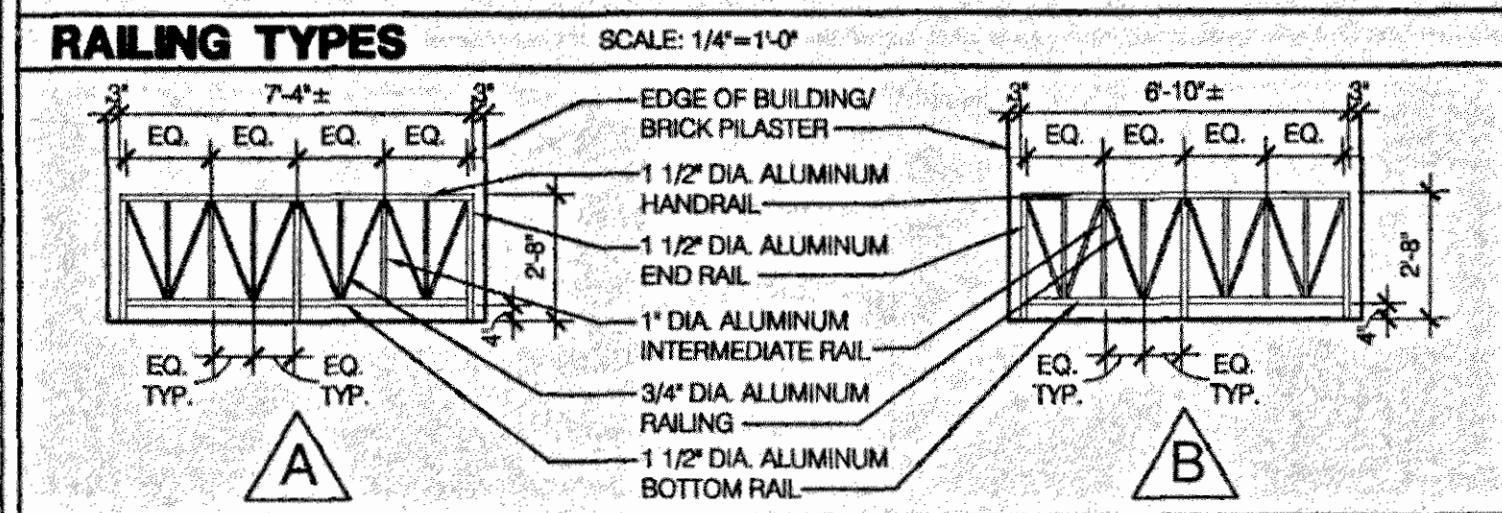 RAILING TYPES
SCALE: 1/4"=1'-0"
3"
7'-4"±
3"
EQ. EQ. EQ. EQ.
2'-8"
4"
EQ.
TYP.
EQ.
TYP.
A
EDGE OF BUILDING/
BRICK PILASTER
1 1/2" DIA. ALUMINUM
HANDRAIL
1 1/2" DIA. ALUMINUM
END RAIL
1" DIA. ALUMINUM
INTERMEDIATE RAIL
3/4" DIA. ALUMINUM
RAILING
1 1/2" DIA. ALUMINUM
BOTTOM RAIL
3"
6'-10"±
3"
EQ. EQ. EQ. EQ.
2'-8"
4"
EQ.
TYP.
EQ.
TYP.
B